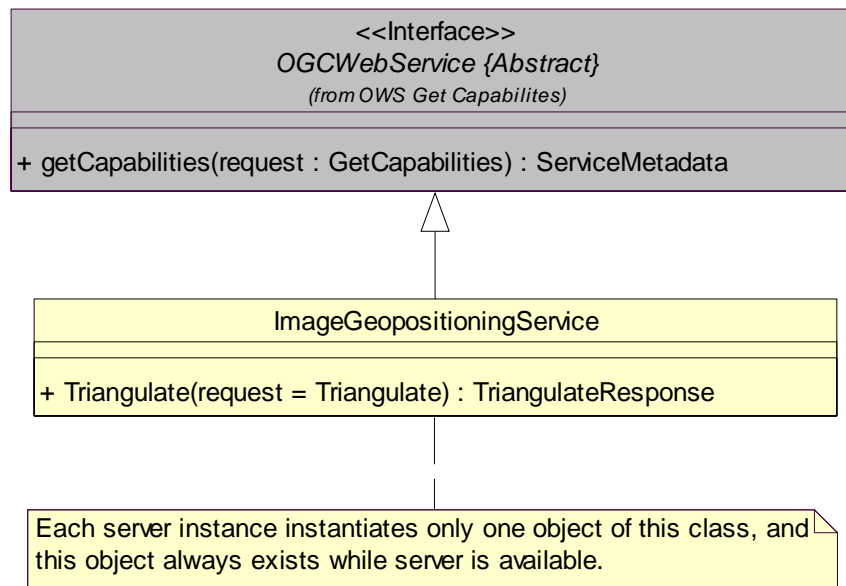 <<Interface>>
OGCWebService {Abstract}
(from OWS Get Capabilites)
+ getCapabilities(request : GetCapabilities) : ServiceMetadata
ImageGeopositioningService
+ Triangulate(request = Triangulate) : TriangulateResponse
Each server instance instantiates only one object of this class, and
this object always exists while server is available.